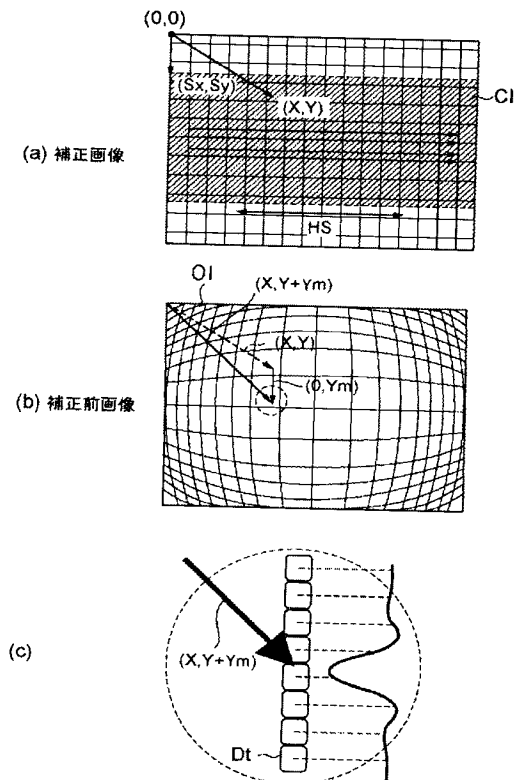 (0,0)
(Sx,Sy)
(X,Y)
CI
(a) 補正画像
HS
OI
(X,Y+Ym)
(X,Y)
(0,Ym)
(b) 補正前画像
(c)
(X,Y+Ym)
Dt